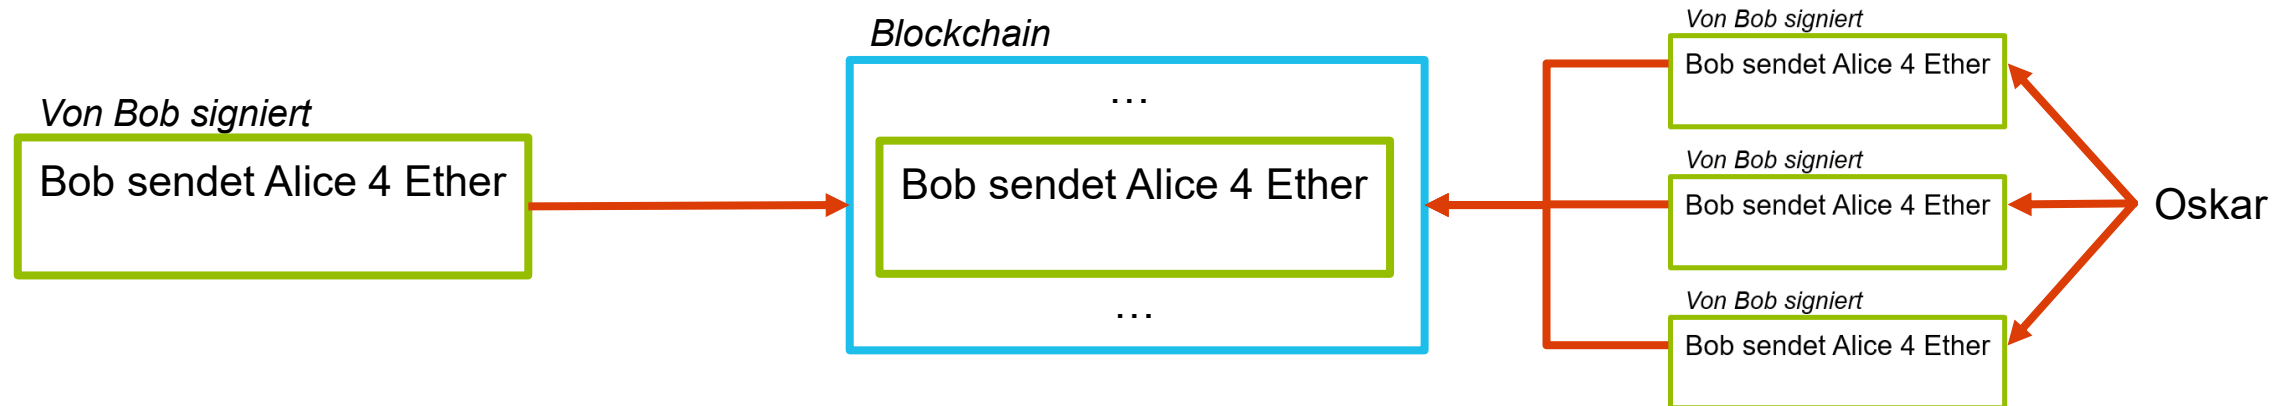 Von Bob signiert
Bob sendet Alice 4 Ether
Blockchain
...
Bob sendet Alice 4 Ether
...
Von Bob signiert
Bob sendet Alice 4 Ether
Von Bob signiert
Bob sendet Alice 4 Ether
Von Bob signiert
Bob sendet Alice 4 Ether
Oskar